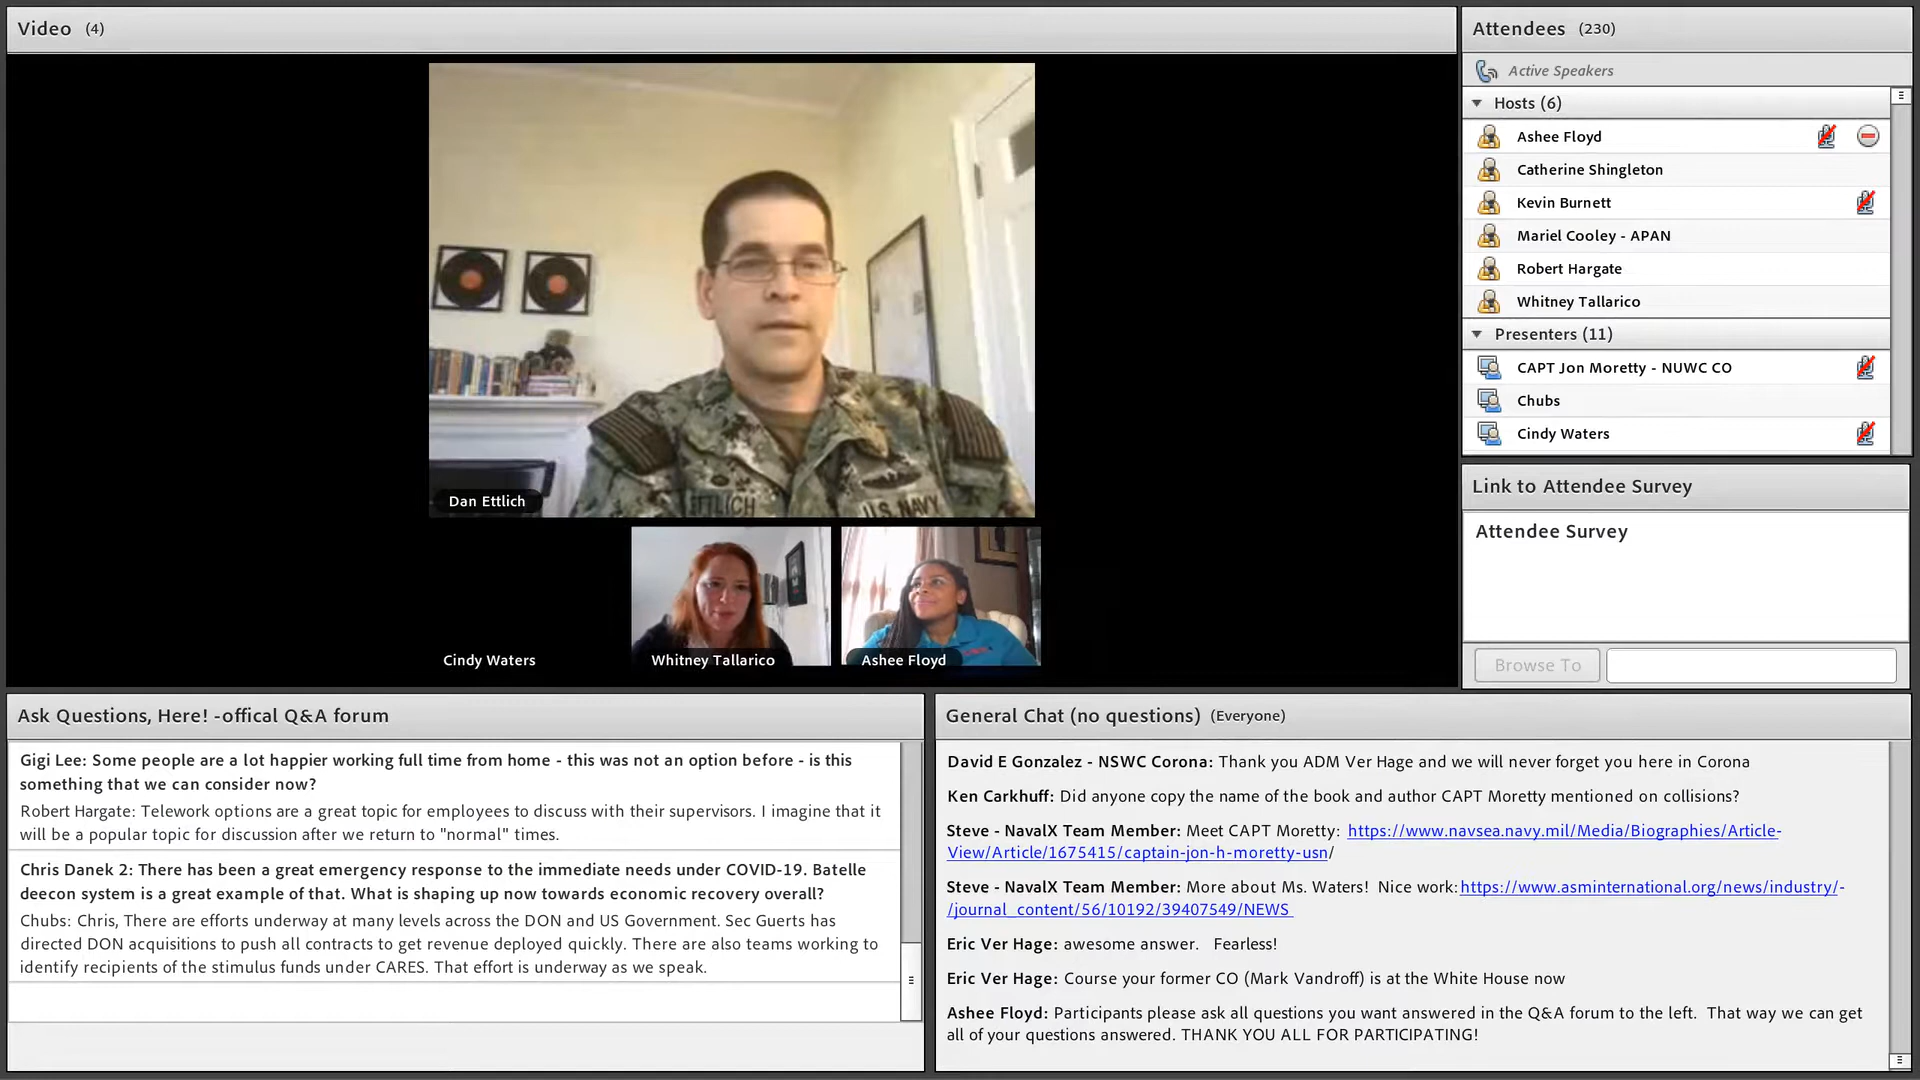 Video (4)
Dan Ettlich
ETTLICH
U.S. NAVY
Cindy Waters
Whitney Tallarico
Ashee Floyd
Attendees (230)
Active Speakers
Hosts (6)
Ashee Floyd
Catherine Shingleton
Kevin Burnett
Mariel Cooley - APAN
Robert Hargate
Whitney Tallarico
Presenters (11)
CAPT Jon Moretty - NUWC CO
Chubs
Cindy Waters
Link to Attendee Survey
Attendee Survey
Browse To
Ask Questions, Here! -offical Q&A forum
Gigi Lee: Some people are a lot happier working full time from home - this was not an option before - is this
something that we can consider now?
Robert Hargate: Telework options are a great topic for employees to discuss with their supervisors. I imagine that it
will be a popular topic for discussion after we return to "normal" times.
Chris Danek 2: There has been a great emergency response to the immediate needs under COVID-19. Batelle
deecon system is a great example of that. What is shaping up now towards economic recovery overall?
Chubs: Chris, There are efforts underway at many levels across the DON and US Government. Sec Guerts has
directed DON acquisitions to push all contracts to get revenue deployed quickly. There are also teams working to
identify recipients of the stimulus funds under CARES. That effort is underway as we speak.
General Chat (no questions) (Everyone)
David E Gonzalez - NSWC Corona: Thank you ADM Ver Hage and we will never forget you here in Corona
Ken Carkhuff: Did anyone copy the name of the book and author CAPT Moretty mentioned on collisions?
Steve - NavalX Team Member: Meet CAPT Moretty: https://www.navsea.navy.mil/Media/Biographies/Article-
View/Article/1675415/captain-jon-h-moretty-usn/
Steve - NavalX Team Member: More about Ms. Waters! Nice work:https://www.asminternational.org/news/industry/-
/journal_content/56/10192/39407549/NEWS
Eric Ver Hage: awesome answer. Fearless!
Eric Ver Hage: Course your former CO (Mark Vandroff) is at the White House now
Ashee Floyd: Participants please ask all questions you want answered in the Q&A forum to the left. That way we can get
all of your questions answered. THANK YOU ALL FOR PARTICIPATING!